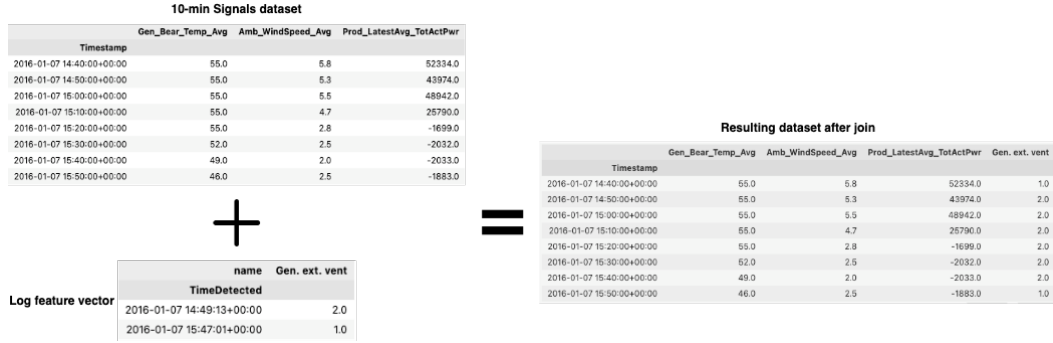 10-min Signals dataset
Gen_Bear_Temp_Avg Amb_WindSpeed_Avg Prod_LatestAvg_TotActPwr
Timestamp
2016-01-07 14:40:00+00:00 55.0 5.8 52334.0
2016-01-07 14:50:00+00:00 55.0 5.3 43974.0
2016-01-07 15:00:00+00:00 55.0 5.5 48942.0
2016-01-07 15:10:00+00:00 55.0 4.7 25790.0
2016-01-07 15:20:00+00:00 55.0 2.8 -1699.0
2016-01-07 15:30:00+00:00 52.0 2.5 -2032.0
2016-01-07 15:40:00+00:00 49.0 2.0 -2033.0
2016-01-07 15:50:00+00:00 46.0 2.5 -1883.0
+
Log feature vector
name Gen. ext. vent
TimeDetected
2016-01-07 14:49:13+00:00 2.0
2016-01-07 15:47:01+00:00 1.0
=
Resulting dataset after join
Gen_Bear_Temp_Avg Amb_WindSpeed_Avg Prod_LatestAvg_TotActPwr Gen. ext. vent
Timestamp
2016-01-07 14:40:00+00:00 55.0 5.8 52334.0 1.0
2016-01-07 14:50:00+00:00 55.0 5.3 43974.0 2.0
2016-01-07 15:00:00+00:00 55.0 5.5 48942.0 2.0
2016-01-07 15:10:00+00:00 55.0 4.7 25790.0 2.0
2016-01-07 15:20:00+00:00 55.0 2.8 -1699.0 2.0
2016-01-07 15:30:00+00:00 52.0 2.5 -2032.0 2.0
2016-01-07 15:40:00+00:00 49.0 2.0 -2033.0 2.0
2016-01-07 15:50:00+00:00 46.0 2.5 -1883.0 1.0